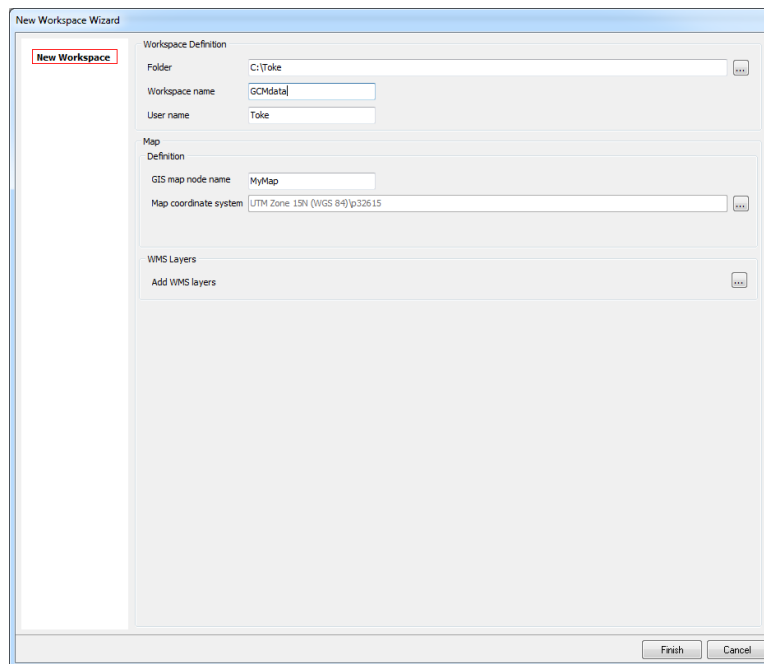 New Workspace Wizard
New Workspace
Workspace Definition
Folder C:\Toke ...
Workspace name GCMdata
User name Toke
Map
Definition
GIS map node name MyMap
Map coordinate system UTM Zone 15N (WGS 84)\p32615 ...
WMS Layers
Add WMS layers ...
Finish Cancel